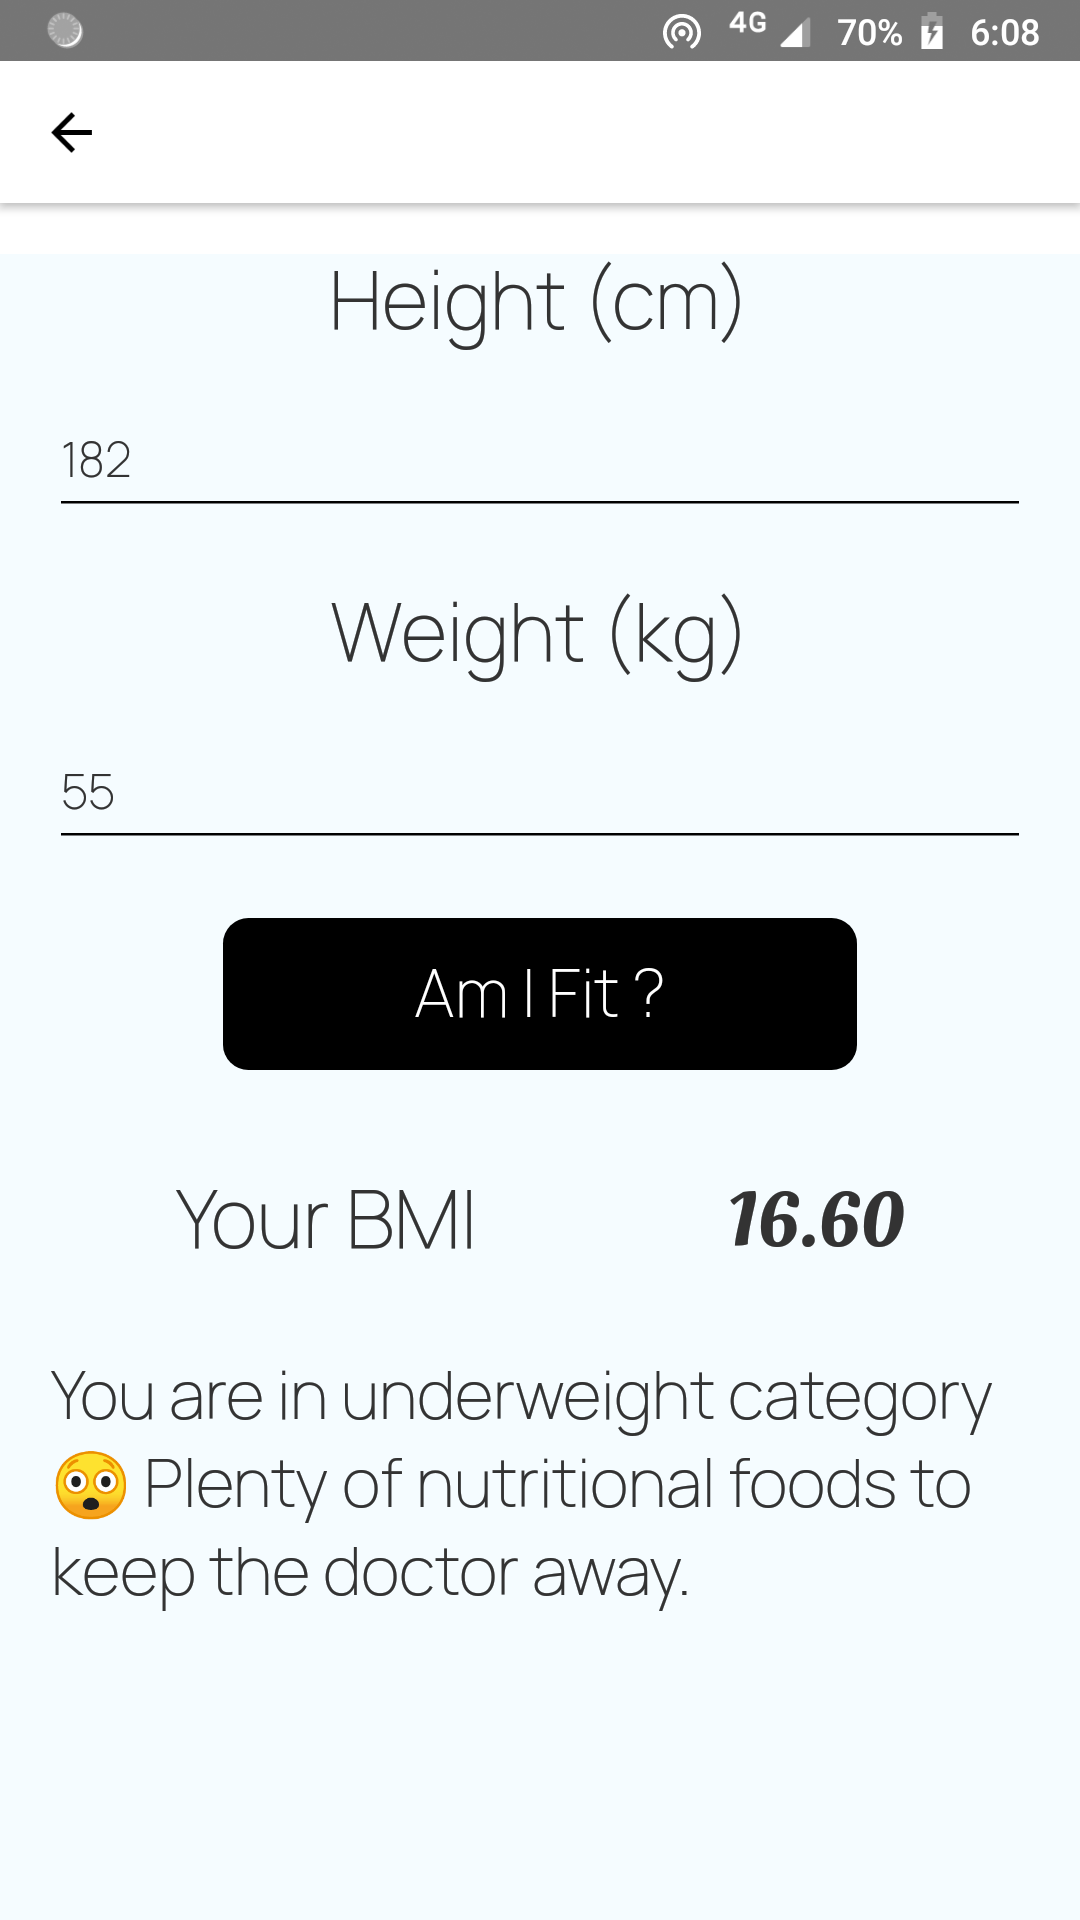 4G 70% 6:08
Height (cm)
182
Weight (kg)
55
Am I Fit ?
Your BMI 16.60
You are in underweight category
😲 Plenty of nutritional foods to
keep the doctor away.